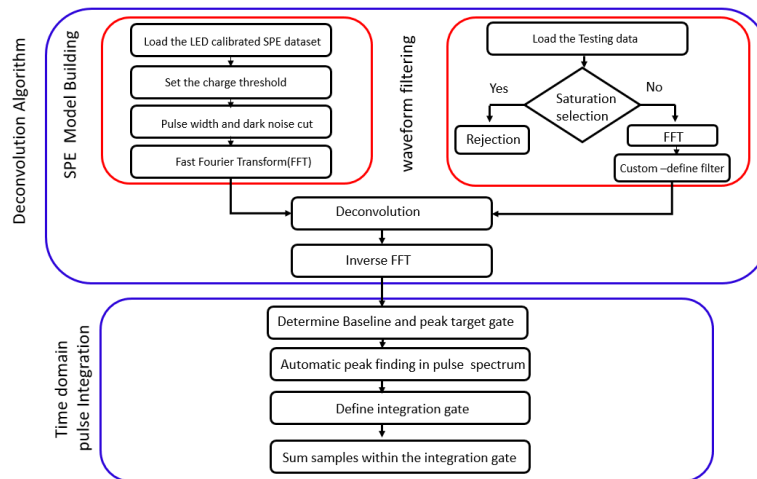 Deconvolution Algorithm
SPE Model Building
Load the LED calibrated SPE dataset
Set the charge threshold
Pulse width and dark noise cut
Fast Fourier Transform(FFT)
waveform filtering
Load the Testing data
Saturation
selection
Yes
No
Rejection
FFT
Custom –define filter
Deconvolution
Inverse FFT
Time domain
pulse Integration
Determine Baseline and peak target gate
Automatic peak finding in pulse spectrum
Define integration gate
Sum samples within the integration gate